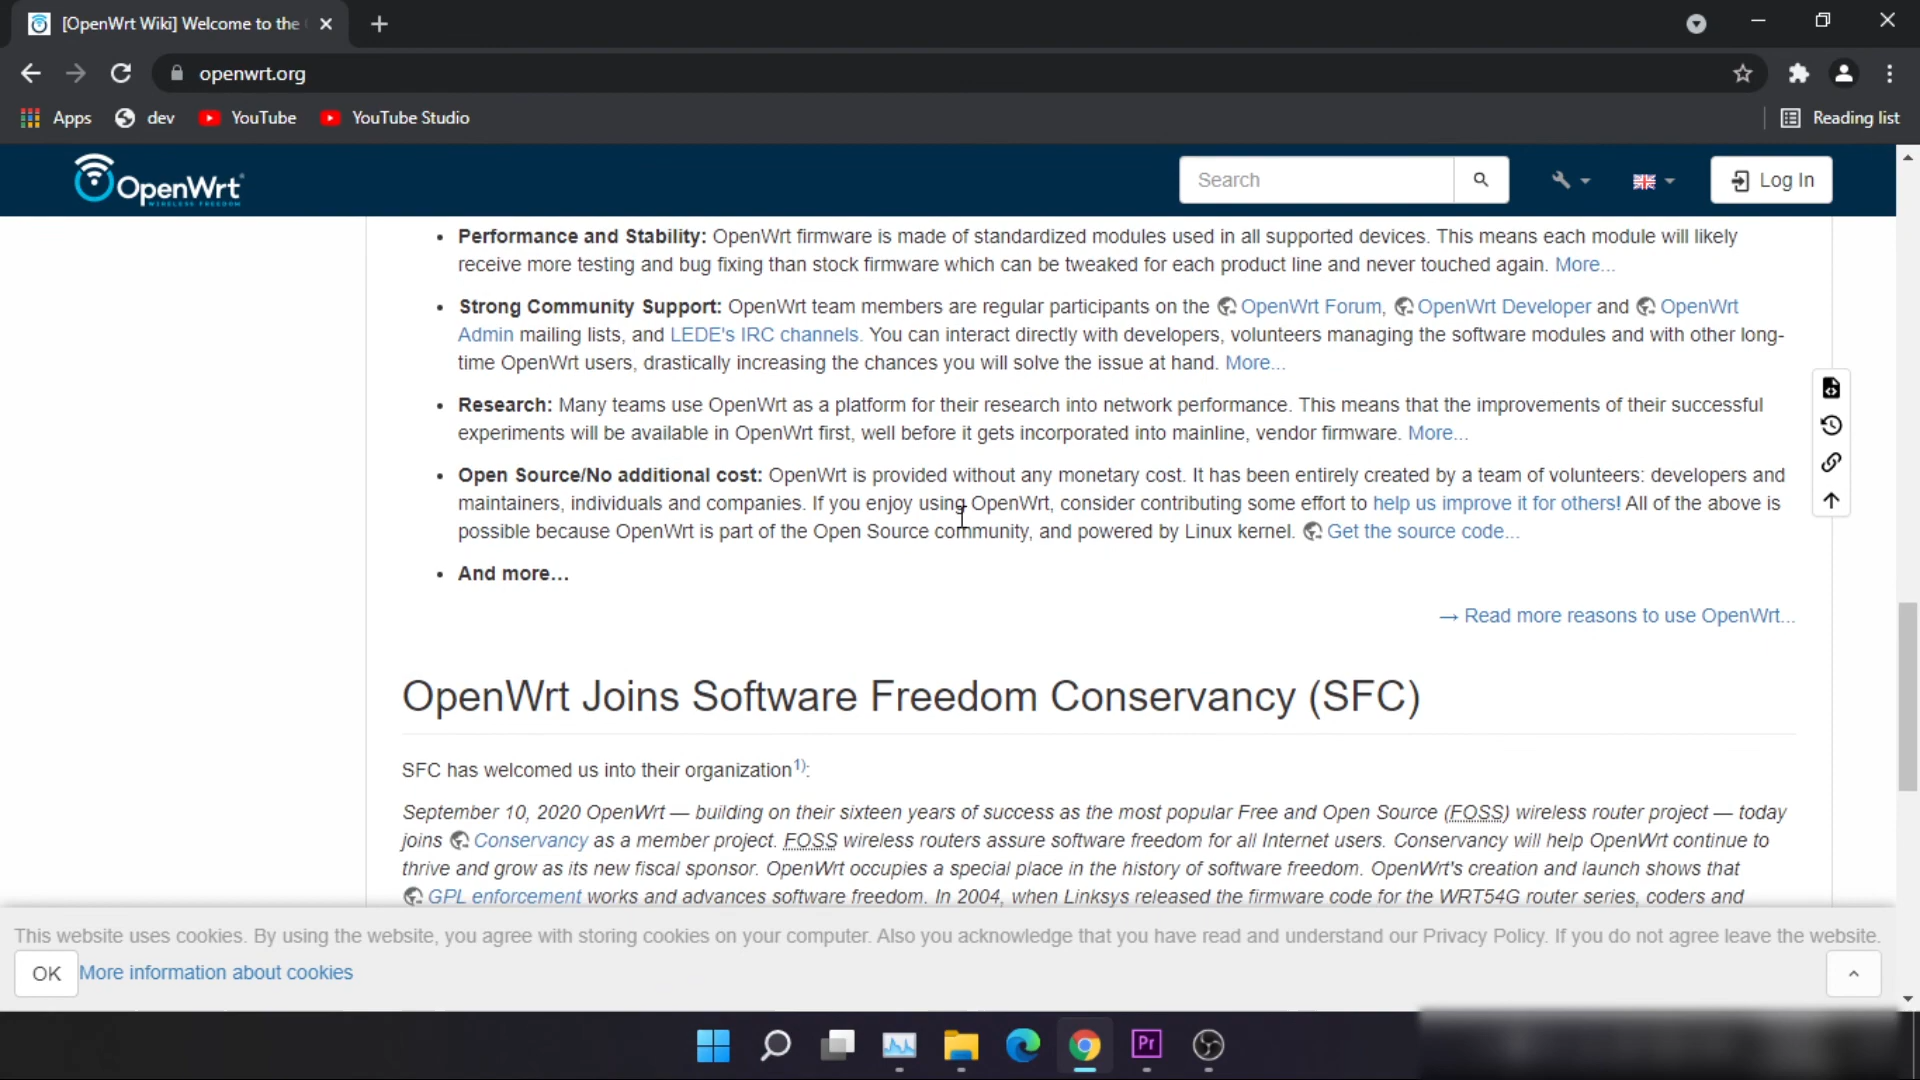 [OpenWrt Wiki] Welcome to the
openwrt.org
Apps dev YouTube YouTube Studio Reading list
OpenWrt
WIRELESS FREEDOM
Search Log In
• Performance and Stability: OpenWrt firmware is made of standardized modules used in all supported devices. This means each module will likely
receive more testing and bug fixing than stock firmware which can be tweaked for each product line and never touched again. More...
• Strong Community Support: OpenWrt team members are regular participants on the OpenWrt Forum, OpenWrt Developer and OpenWrt
Admin mailing lists, and LEDE's IRC channels. You can interact directly with developers, volunteers managing the software modules and with other long-
time OpenWrt users, drastically increasing the chances you will solve the issue at hand. More...
• Research: Many teams use OpenWrt as a platform for their research into network performance. This means that the improvements of their successful
experiments will be available in OpenWrt first, well before it gets incorporated into mainline, vendor firmware. More...
• Open Source/No additional cost: OpenWrt is provided without any monetary cost. It has been entirely created by a team of volunteers: developers and
maintainers, individuals and companies. If you enjoy using OpenWrt, consider contributing some effort to help us improve it for others! All of the above is
possible because OpenWrt is part of the Open Source community, and powered by Linux kernel. Get the source code...
• And more…
→ Read more reasons to use OpenWrt...
OpenWrt Joins Software Freedom Conservancy (SFC)
SFC has welcomed us into their organization1):
September 10, 2020 OpenWrt — building on their sixteen years of success as the most popular Free and Open Source (FOSS) wireless router project — today
joins Conservancy as a member project. FOSS wireless routers assure software freedom for all Internet users. Conservancy will help OpenWrt continue to
thrive and grow as its new fiscal sponsor. OpenWrt occupies a special place in the history of software freedom. OpenWrt's creation and launch shows that
GPL enforcement works and advances software freedom. In 2004, when Linksys released the firmware code for the WRT54G router series, coders and
This website uses cookies. By using the website, you agree with storing cookies on your computer. Also you acknowledge that you have read and understand our Privacy Policy. If you do not agree leave the website.
OK More information about cookies
Pr